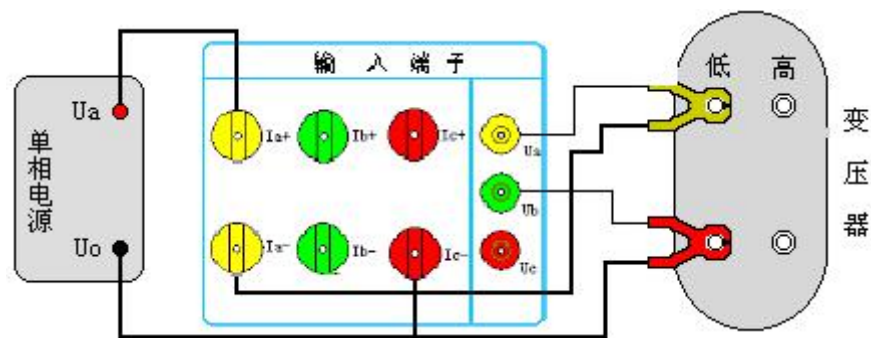 单相电源
Ua
Uo
输入端子
Ia+
Ib+
Ic+
Ia-
Ib-
Ic-
Ua
Ub
Uc
低
高
变压器